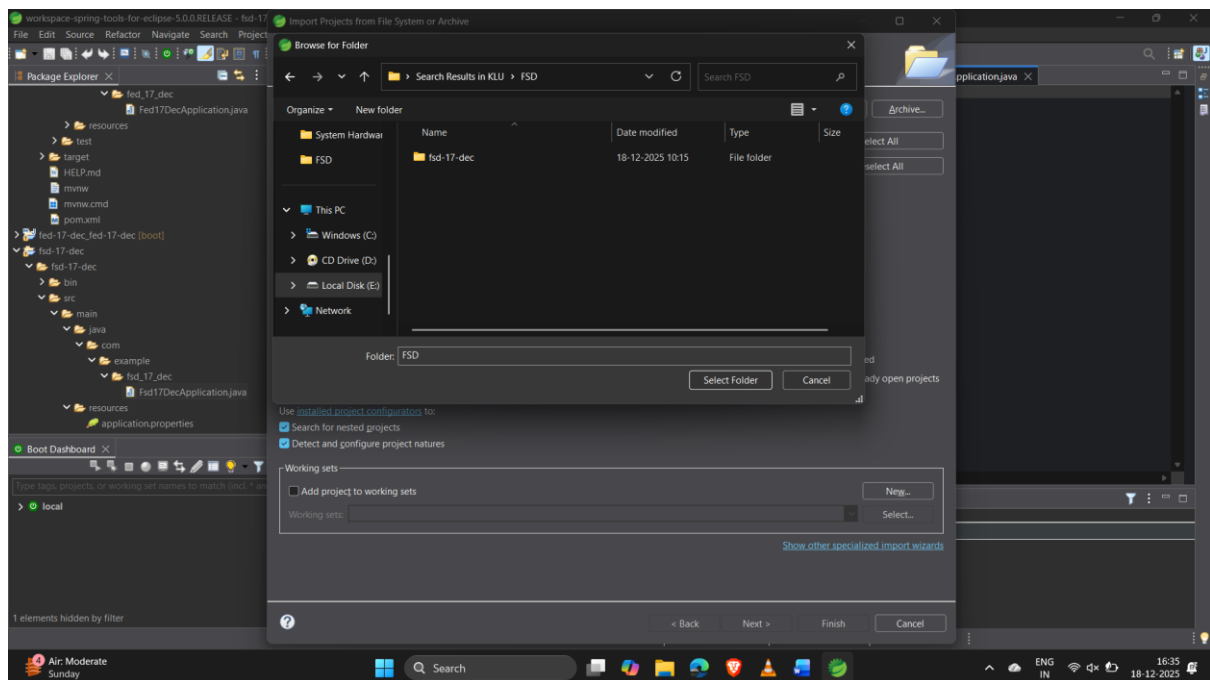 workspace-spring-tools-for-eclipse-5.0.0.RELEASE - fsd-17
File Edit Source Refactor Navigate Search Project
Package Explorer
fed_17_dec
Fed17DecApplication.java
resources
test
target
HELP.md
mvnw
mvnw.cmd
pom.xml
fed-17-dec_fed-17-dec [boot]
fsd-17-dec
fsd-17-dec
bin
src
main
java
com
example
fsd_17_dec
Fsd17DecApplication.java
resources
application.properties
Boot Dashboard
Type tags, projects, or working set names to match (incl. * an
local
1 elements hidden by filter
Import Projects from File System or Archive
Browse for Folder
Search Results in KLU > FSD
Search FSD
Organize
New folder
System Hardwar
FSD
This PC
Windows (C:)
CD Drive (D:)
Local Disk (E:)
Network
Name Date modified Type Size
fsd-17-dec 18-12-2025 10:15 File folder
Folder: FSD
Select Folder Cancel
Archive...
elect All
select All
ed
ady open projects
Use installed project configurators to:
Search for nested projects
Detect and configure project natures
Working sets
Add project to working sets New...
Working sets: Select...
Show other specialized import wizards
? < Back Next > Finish Cancel
pplication.java
4
Air: Moderate
Sunday
Search
ENG
IN
16:35
18-12-2025